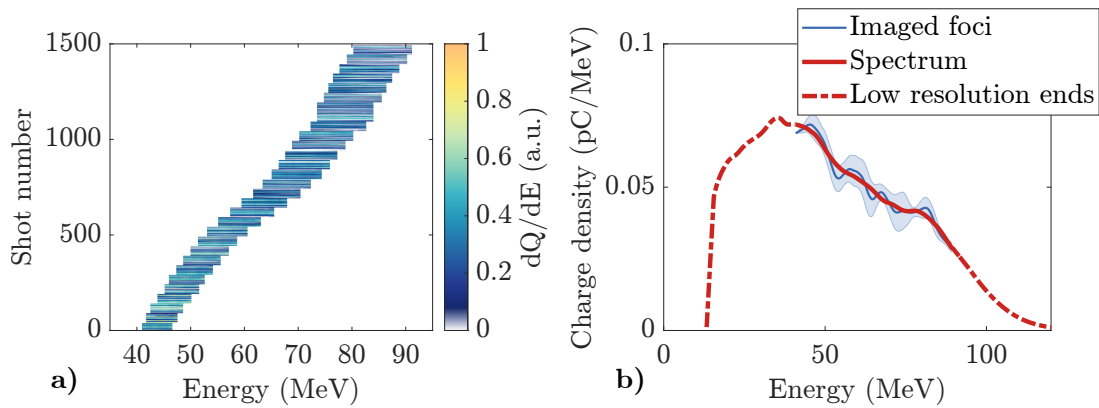 1500
1000
500
0
Shot number
40 50 60 70 80 90
Energy (MeV)
a)
1
0.8
0.6
0.4
0.2
0
dQ/dE (a.u.)
Imaged foci
Spectrum
Low resolution ends
0.1
0.05
0
Charge density (pC/MeV)
0 50 100
Energy (MeV)
b)